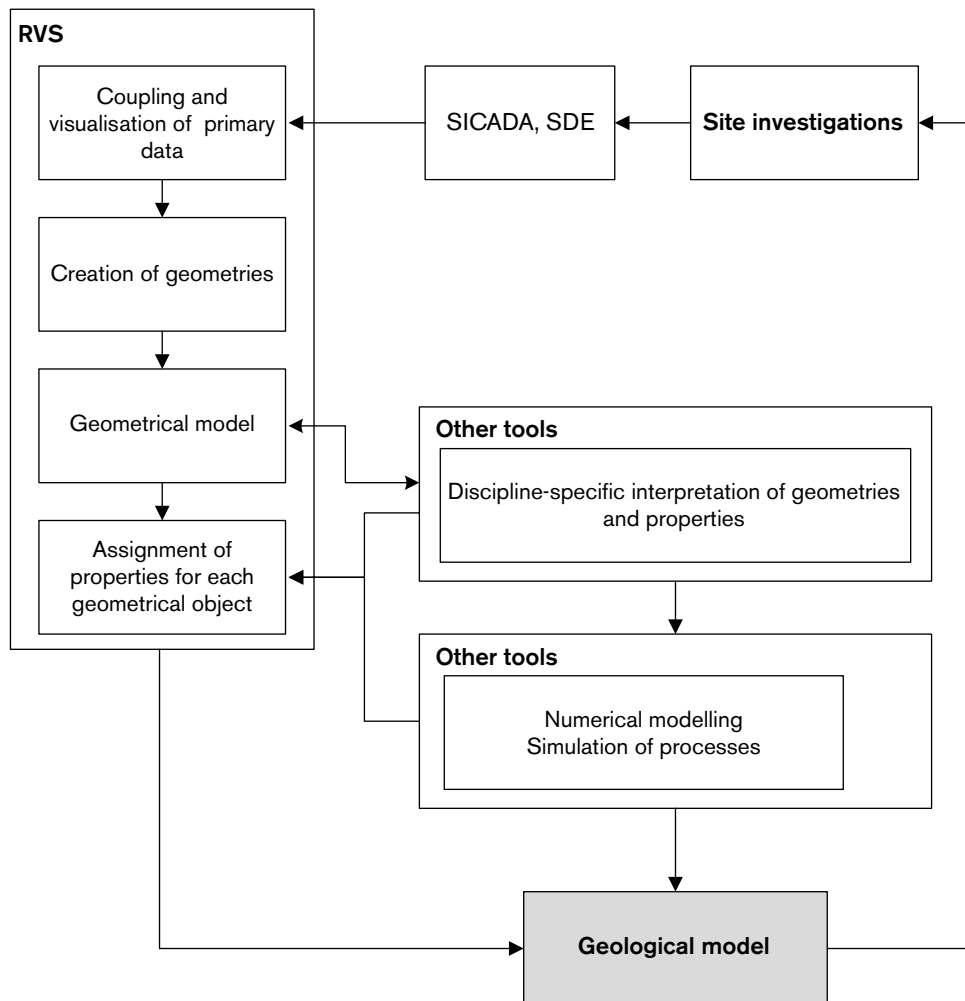 RVS
Coupling and
visualisation of primary
data
SICADA, SDE
Site investigations
Creation of geometries
Geometrical model
Other tools
Discipline-specific interpretation of geometries
and properties
Assignment of
properties for each
geometrical object
Other tools
Numerical modelling
Simulation of processes
Geological model